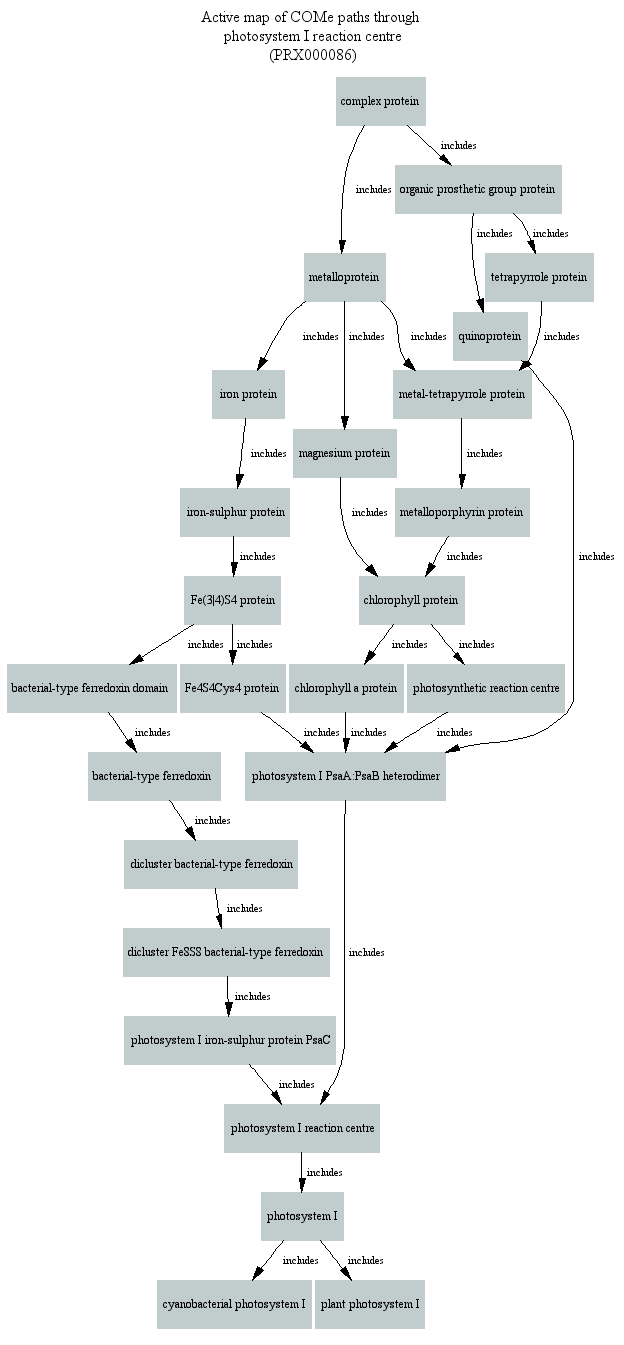 Active map of COMe paths through
photosystem I reaction centre
(PRX000086)
complex protein
includes
organic prosthetic group protein
includes
includes
includes
metalloprotein
tetrapyrrole protein
quinoprotein
includes
includes
includes
includes
iron protein
metal-tetrapyrrole protein
magnesium protein
includes
includes
iron-sulphur protein
metalloporphyrin protein
includes
includes
includes
includes
Fe(3|4)S4 protein
chlorophyll protein
includes
includes
includes
includes
bacterial-type ferredoxin domain
Fe4S4Cys4 protein
chlorophyll a protein
photosynthetic reaction centre
includes
includes
includes
includes
bacterial-type ferredoxin
photosystem I PsaA:PsaB heterodimer
includes
dicluster bacterial-type ferredoxin
includes
dicluster Fe8S8 bacterial-type ferredoxin
includes
includes
photosystem I iron-sulphur protein PsaC
includes
photosystem I reaction centre
includes
photosystem I
includes
includes
cyanobacterial photosystem I
plant photosystem I